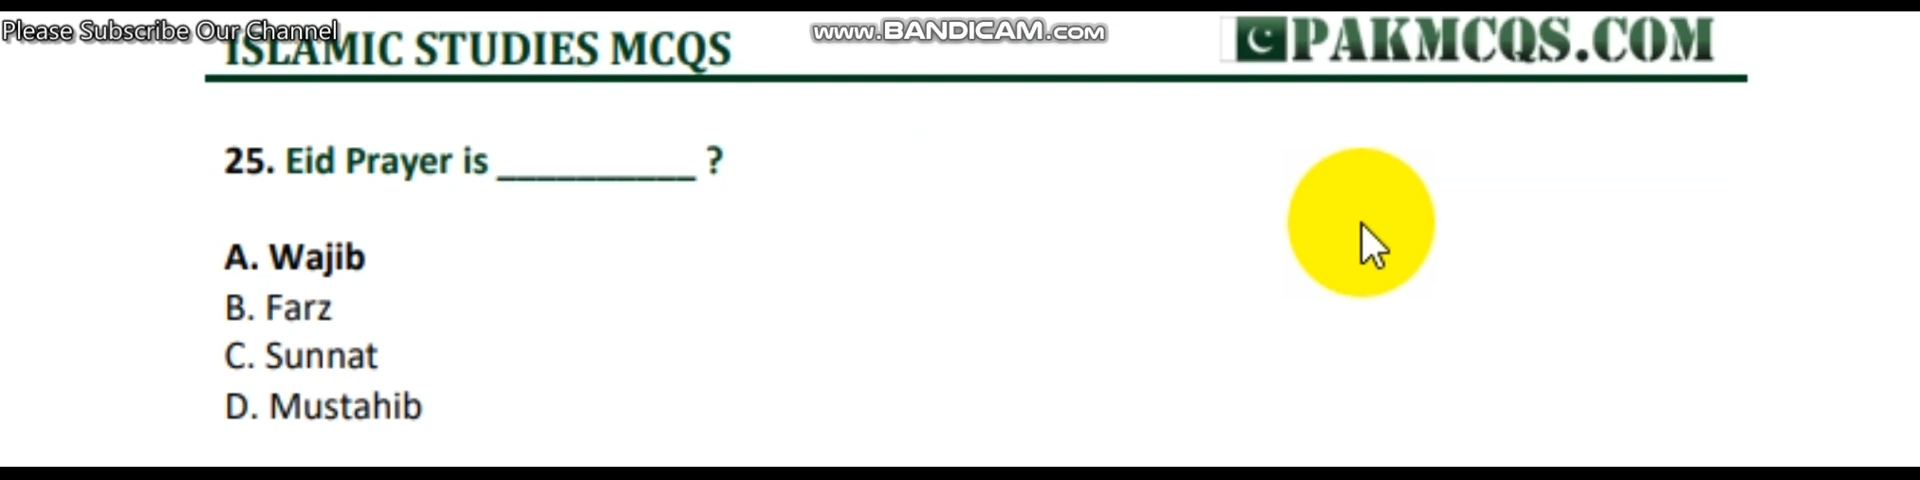 Please Subscribe Our Channel
www.BANDICAM.com
ISLAMIC STUDIES MCQS
PAKMCQS.COM
25. Eid Prayer is __________ ?
A. Wajib
B. Farz
C. Sunnat
D. Mustahib